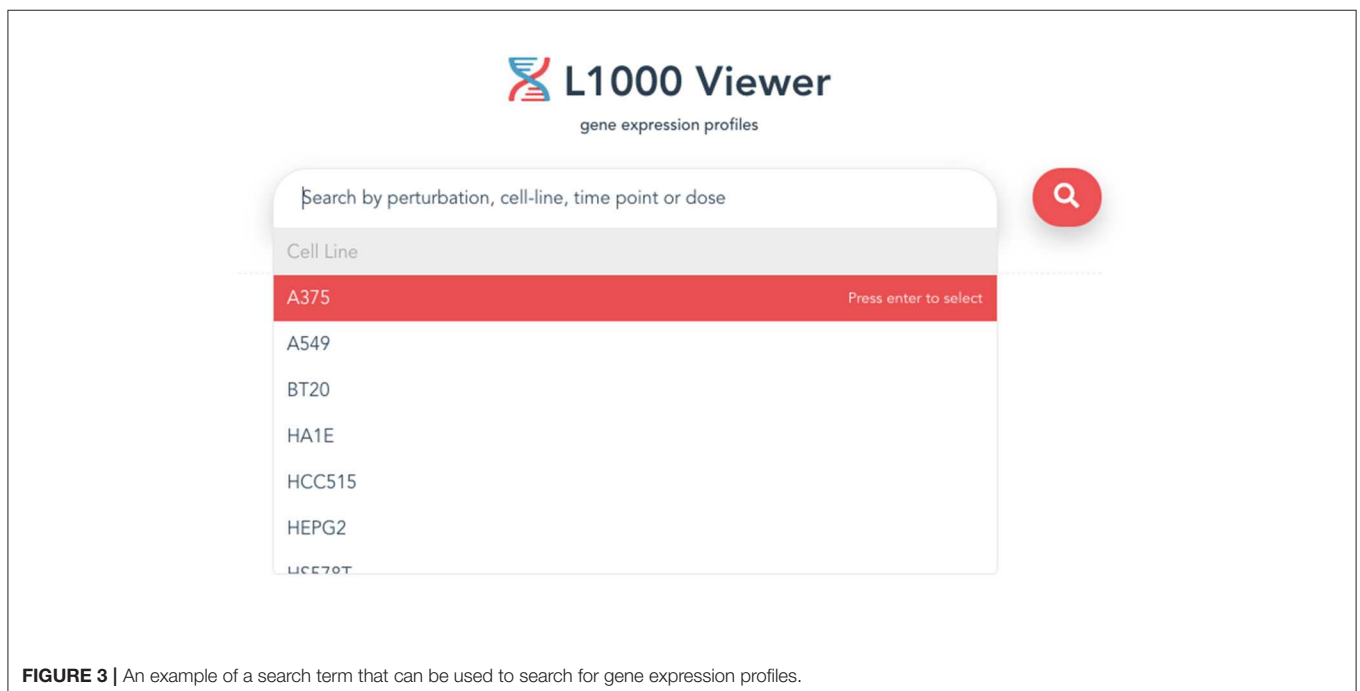 L1000 Viewer
gene expression profiles
Search by perturbation, cell-line, time point or dose
Cell Line
A375 Press enter to select
A549
BT20
HA1E
HCC515
HEPG2
HS578T
FIGURE 3 | An example of a search term that can be used to search for gene expression profiles.